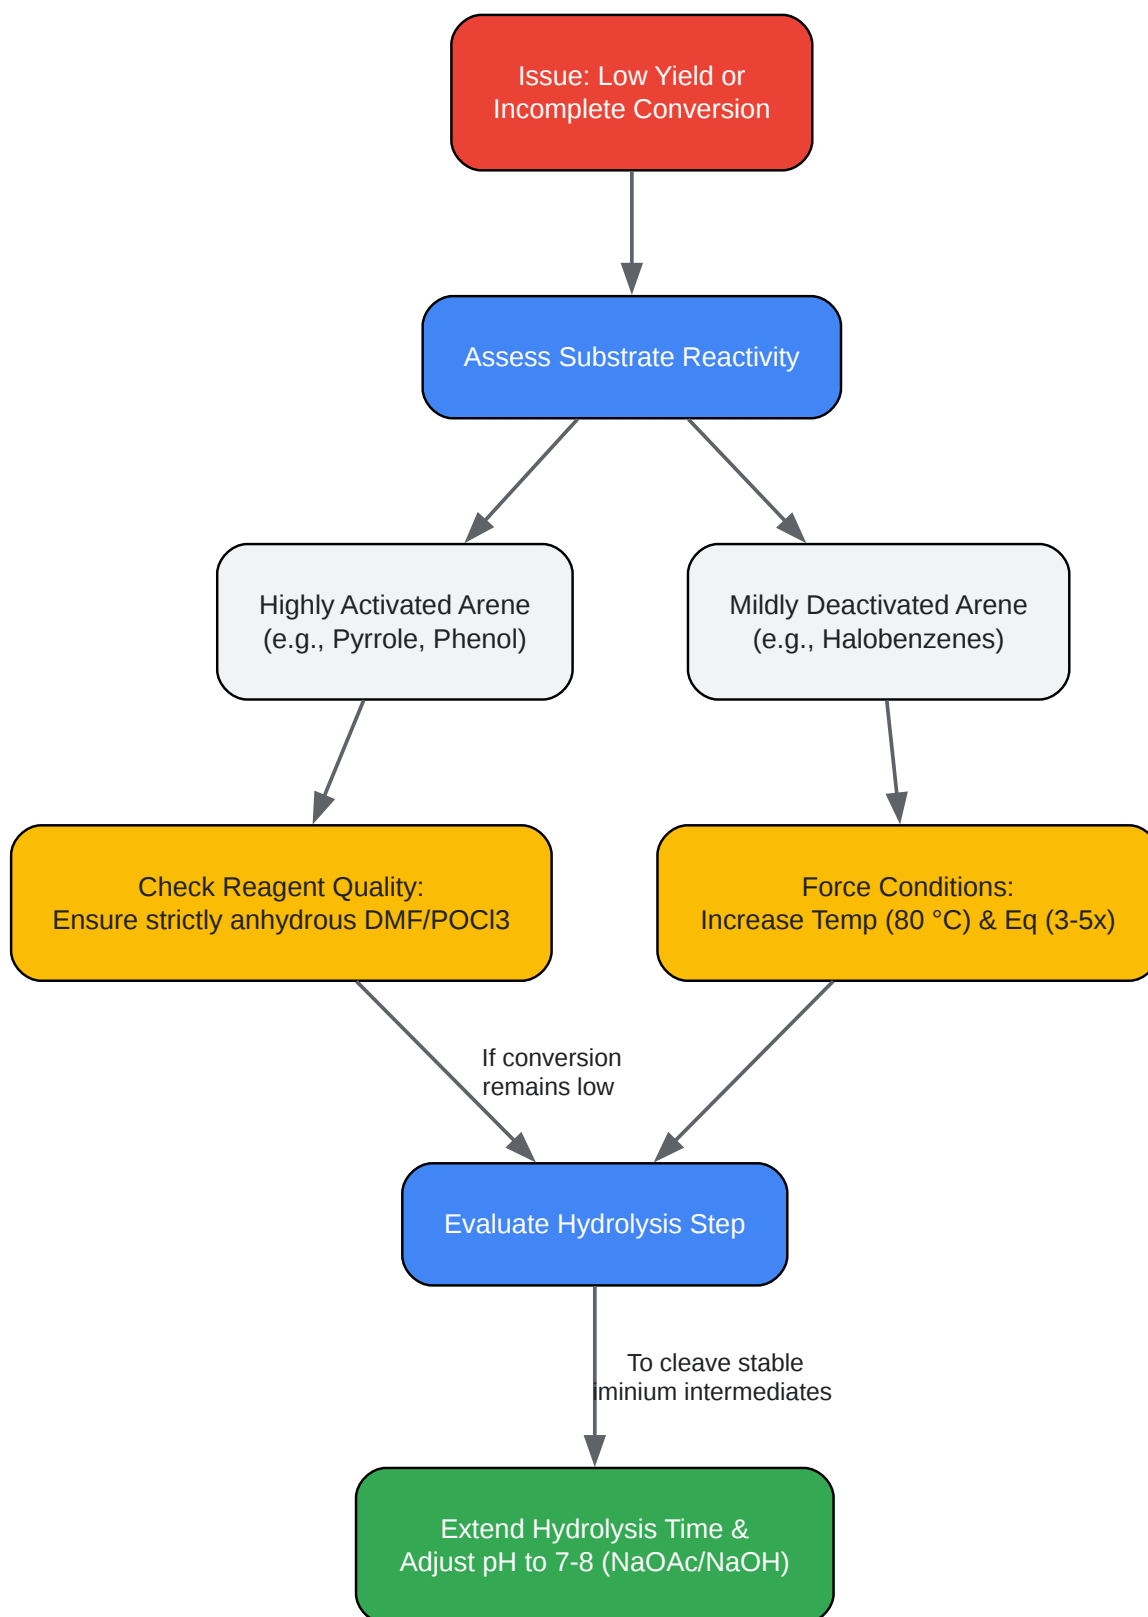 Issue: Low Yield or
Incomplete Conversion
Assess Substrate Reactivity
Highly Activated Arene
(e.g., Pyrrole, Phenol)
Mildly Deactivated Arene
(e.g., Halobenzenes)
Check Reagent Quality:
Ensure strictly anhydrous DMF/POCl3
Force Conditions:
Increase Temp (80 °C) & Eq (3-5x)
If conversion
remains low
Evaluate Hydrolysis Step
To cleave stable
iminium intermediates
Extend Hydrolysis Time &
Adjust pH to 7-8 (NaOAc/NaOH)